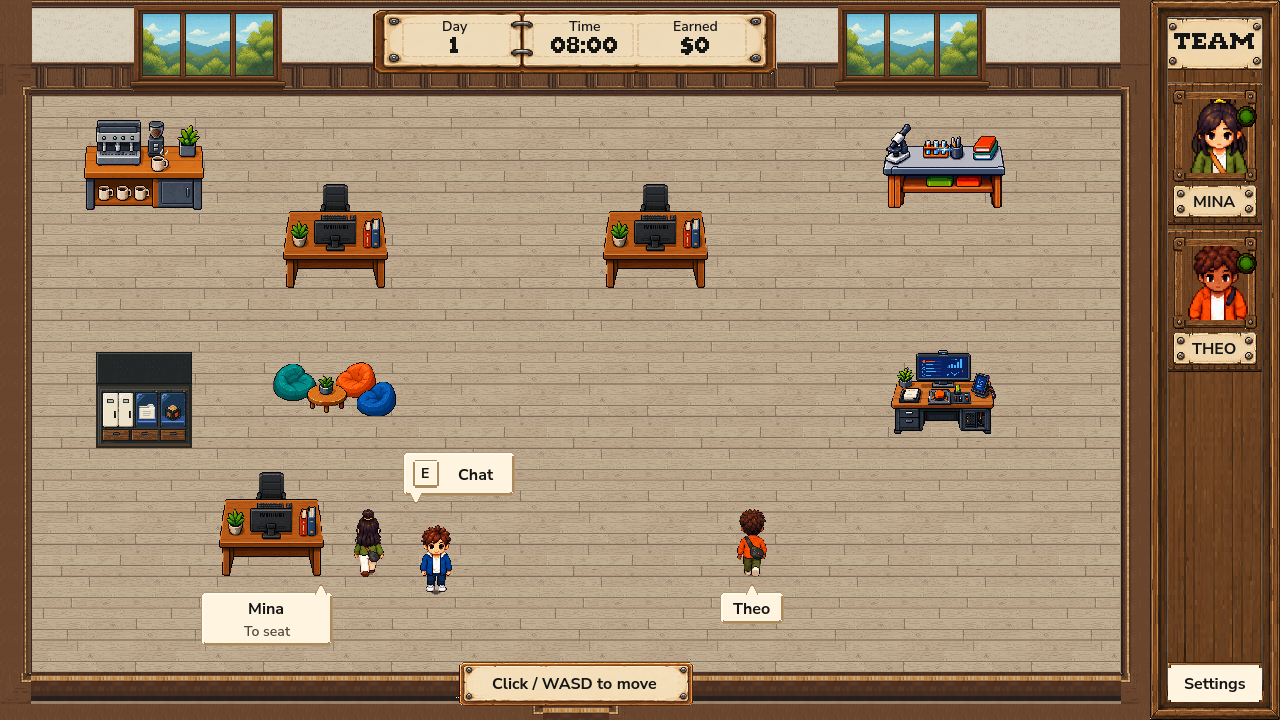 Day
1
Time
08:00
Earned
$0
TEAM
MINA
THEO
E Chat
Mina
To seat
Theo
Click / WASD to move
Settings